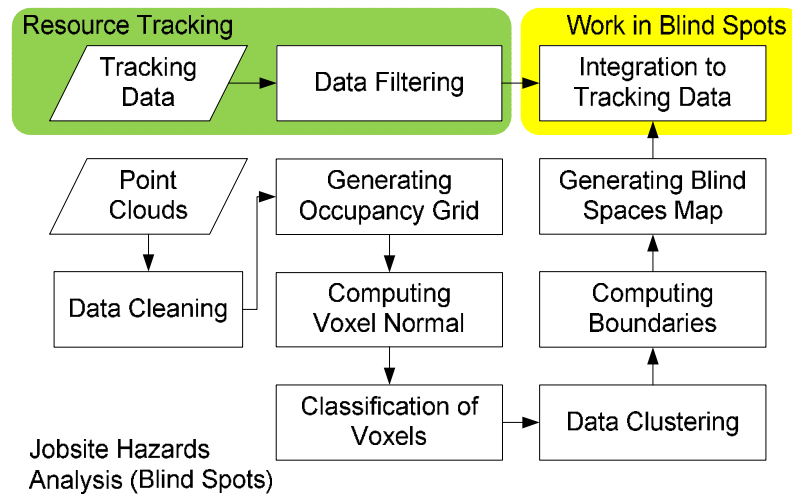 Resource Tracking
Work in Blind Spots
Tracking
Data
Data Filtering
Integration to
Tracking Data
Point
Clouds
Generating
Occupancy Grid
Generating Blind
Spaces Map
Data Cleaning
Computing
Voxel Normal
Computing
Boundaries
Classification of
Voxels
Data Clustering
Jobsite Hazards
Analysis (Blind Spots)